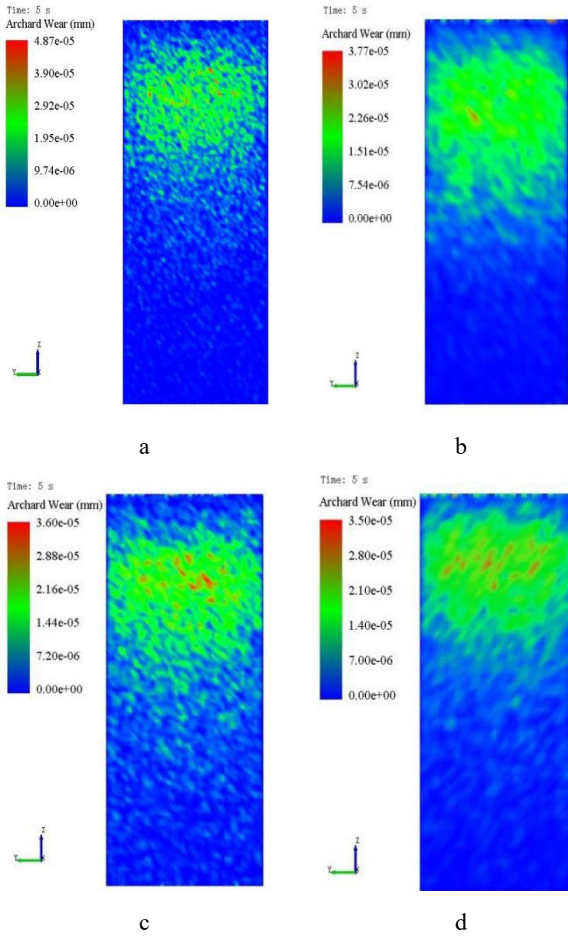 Time: 5 s
Archard Wear (mm)
4.87e-05
3.90e-05
2.92e-05
1.95e-05
9.74e-06
0.00e+00
Z
Y
X
a
Time: 5 s
Archard Wear (mm)
3.77e-05
3.02e-05
2.26e-05
1.51e-05
7.54e-06
0.00e+00
Z
Y
X
b
Time: 5 s
Archard Wear (mm)
3.60e-05
2.88e-05
2.16e-05
1.44e-05
7.20e-06
0.00e+00
Z
Y
X
c
Time: 5 s
Archard Wear (mm)
3.50e-05
2.80e-05
2.10e-05
1.40e-05
7.00e-06
0.00e+00
Z
Y
X
d